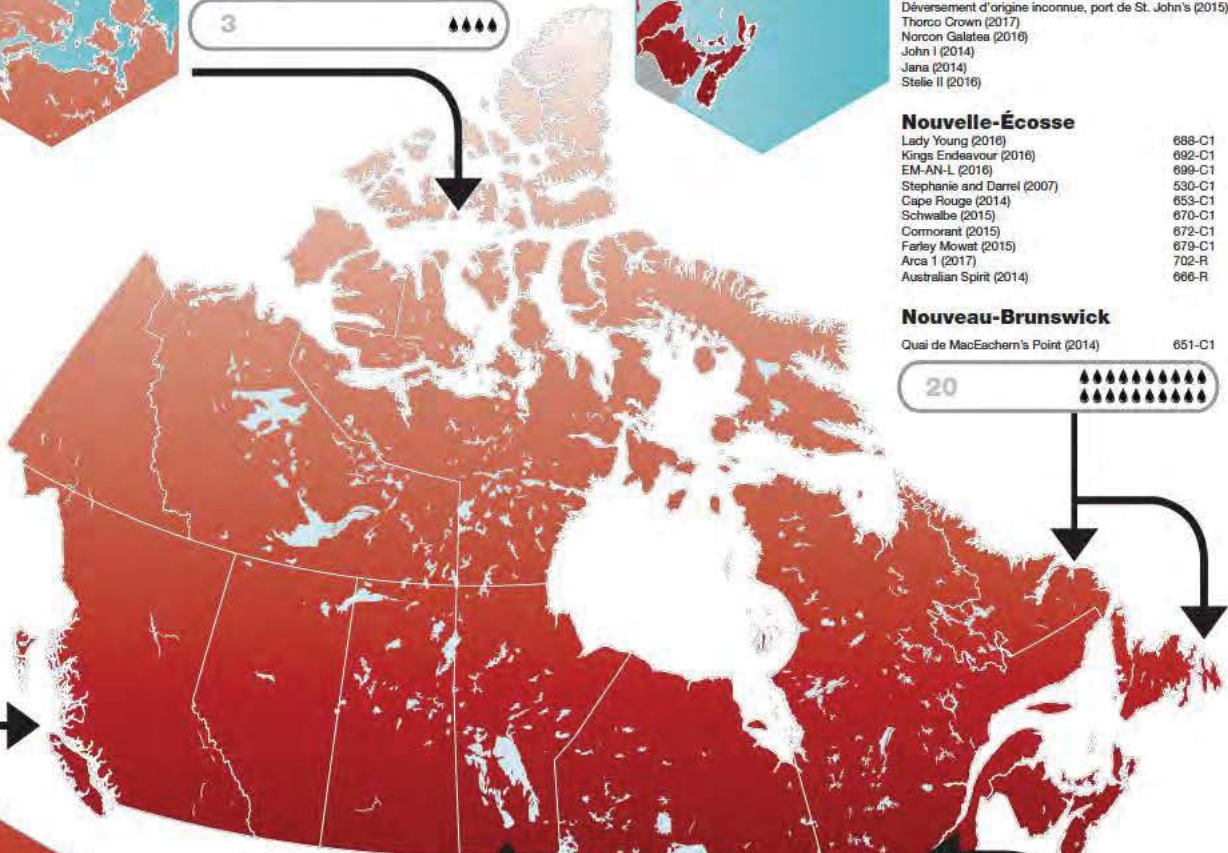 3
Déversement d'origine inconnue, port de St. John's (2015)
Thorco Crown (2017)
Norcon Galatea (2016)
John I (2014)
Jana (2014)
Stelie II (2016)
Nouvelle-Écosse
Lady Young (2016) 688-C1
Kings Endeavour (2016) 692-C1
EM-AN-L (2016) 699-C1
Stephanie and Darrel (2007) 530-C1
Cape Rouge (2014) 653-C1
Schwalbe (2015) 670-C1
Cormorant (2015) 672-C1
Farley Mowat (2015) 679-C1
Arca 1 (2017) 702-R
Australian Spirit (2014) 666-R
Nouveau-Brunswick
Quai de MacEachern's Point (2014) 651-C1
20